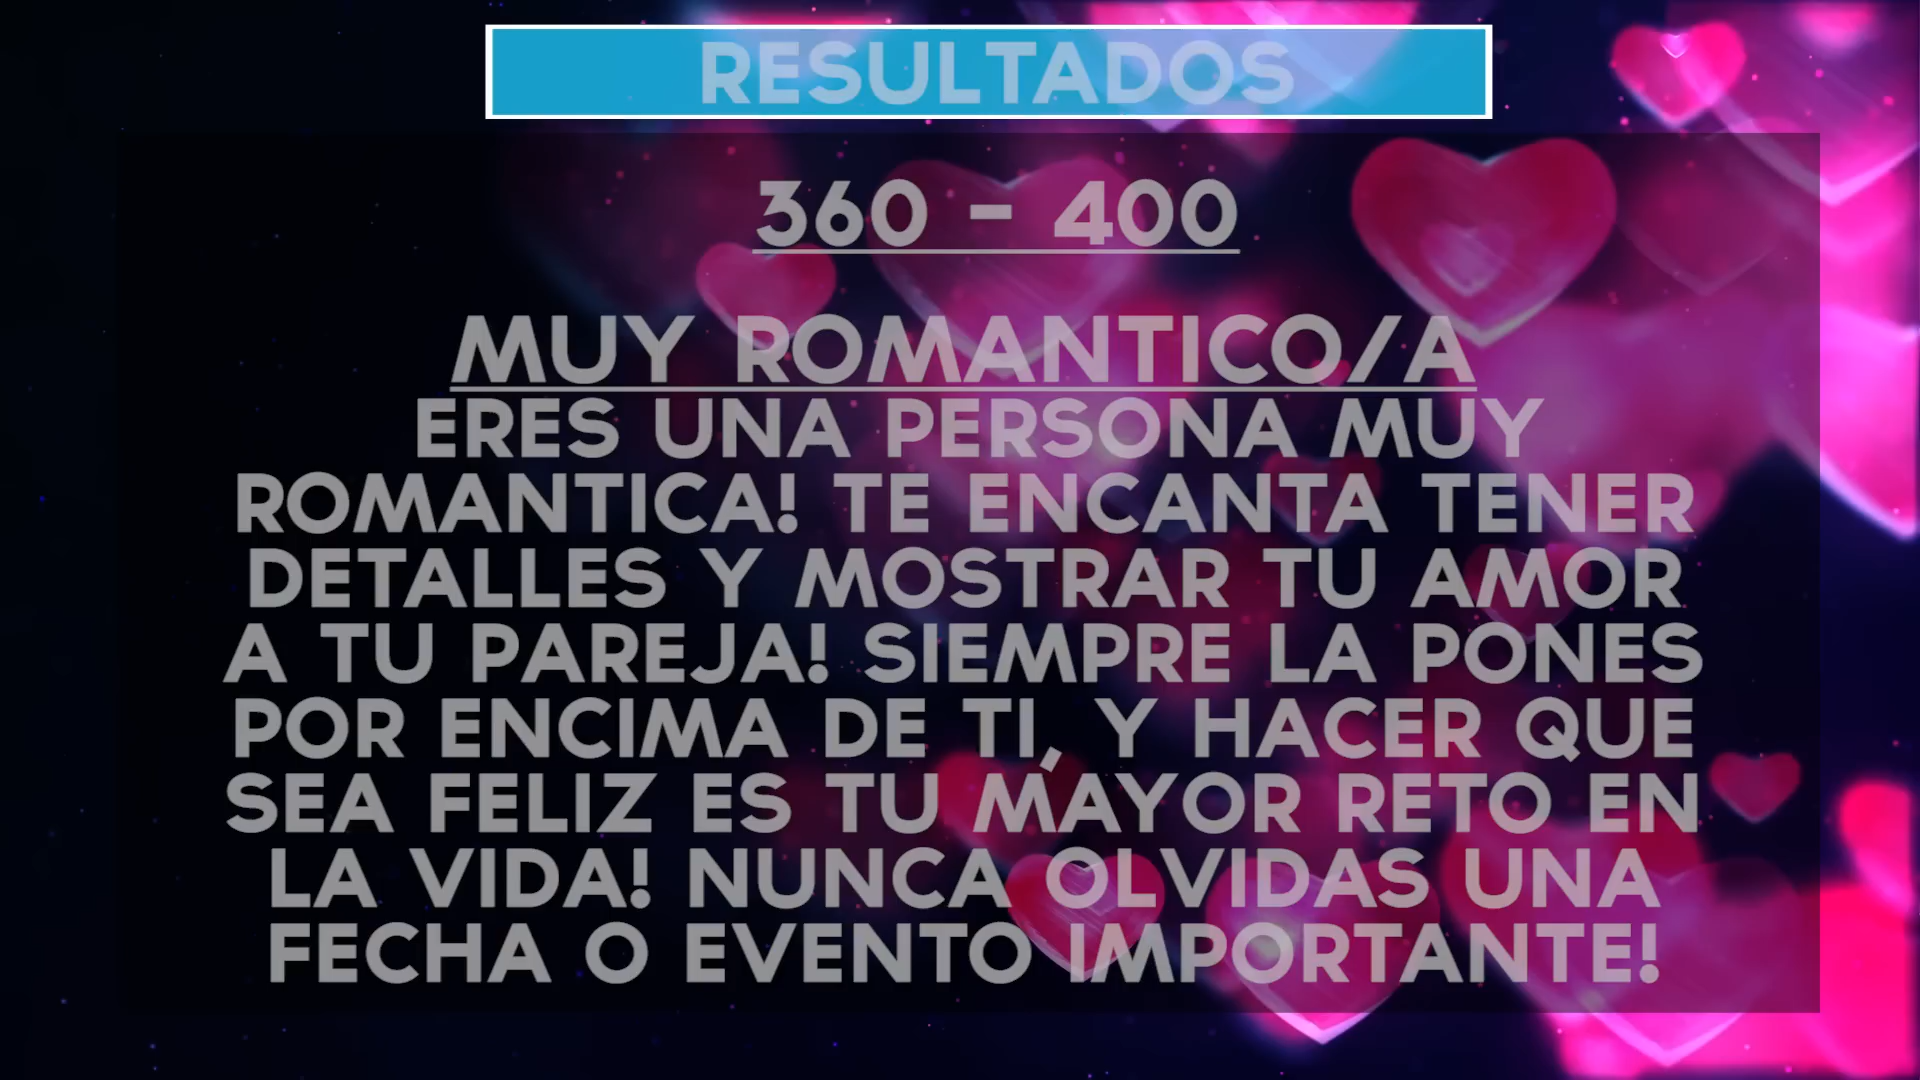 RESULTADOS
360 - 400
MUY ROMANTICO/A
ERES UNA PERSONA MUY
ROMANTICA! TE ENCANTA TENER
DETALLES Y MOSTRAR TU AMOR
A TU PAREJA! SIEMPRE LA PONES
POR ENCIMA DE TI, Y HACER QUE
SEA FELIZ ES TU MAYOR RETO EN
LA VIDA! NUNCA OLVIDAS UNA
FECHA O EVENTO IMPORTANTE!